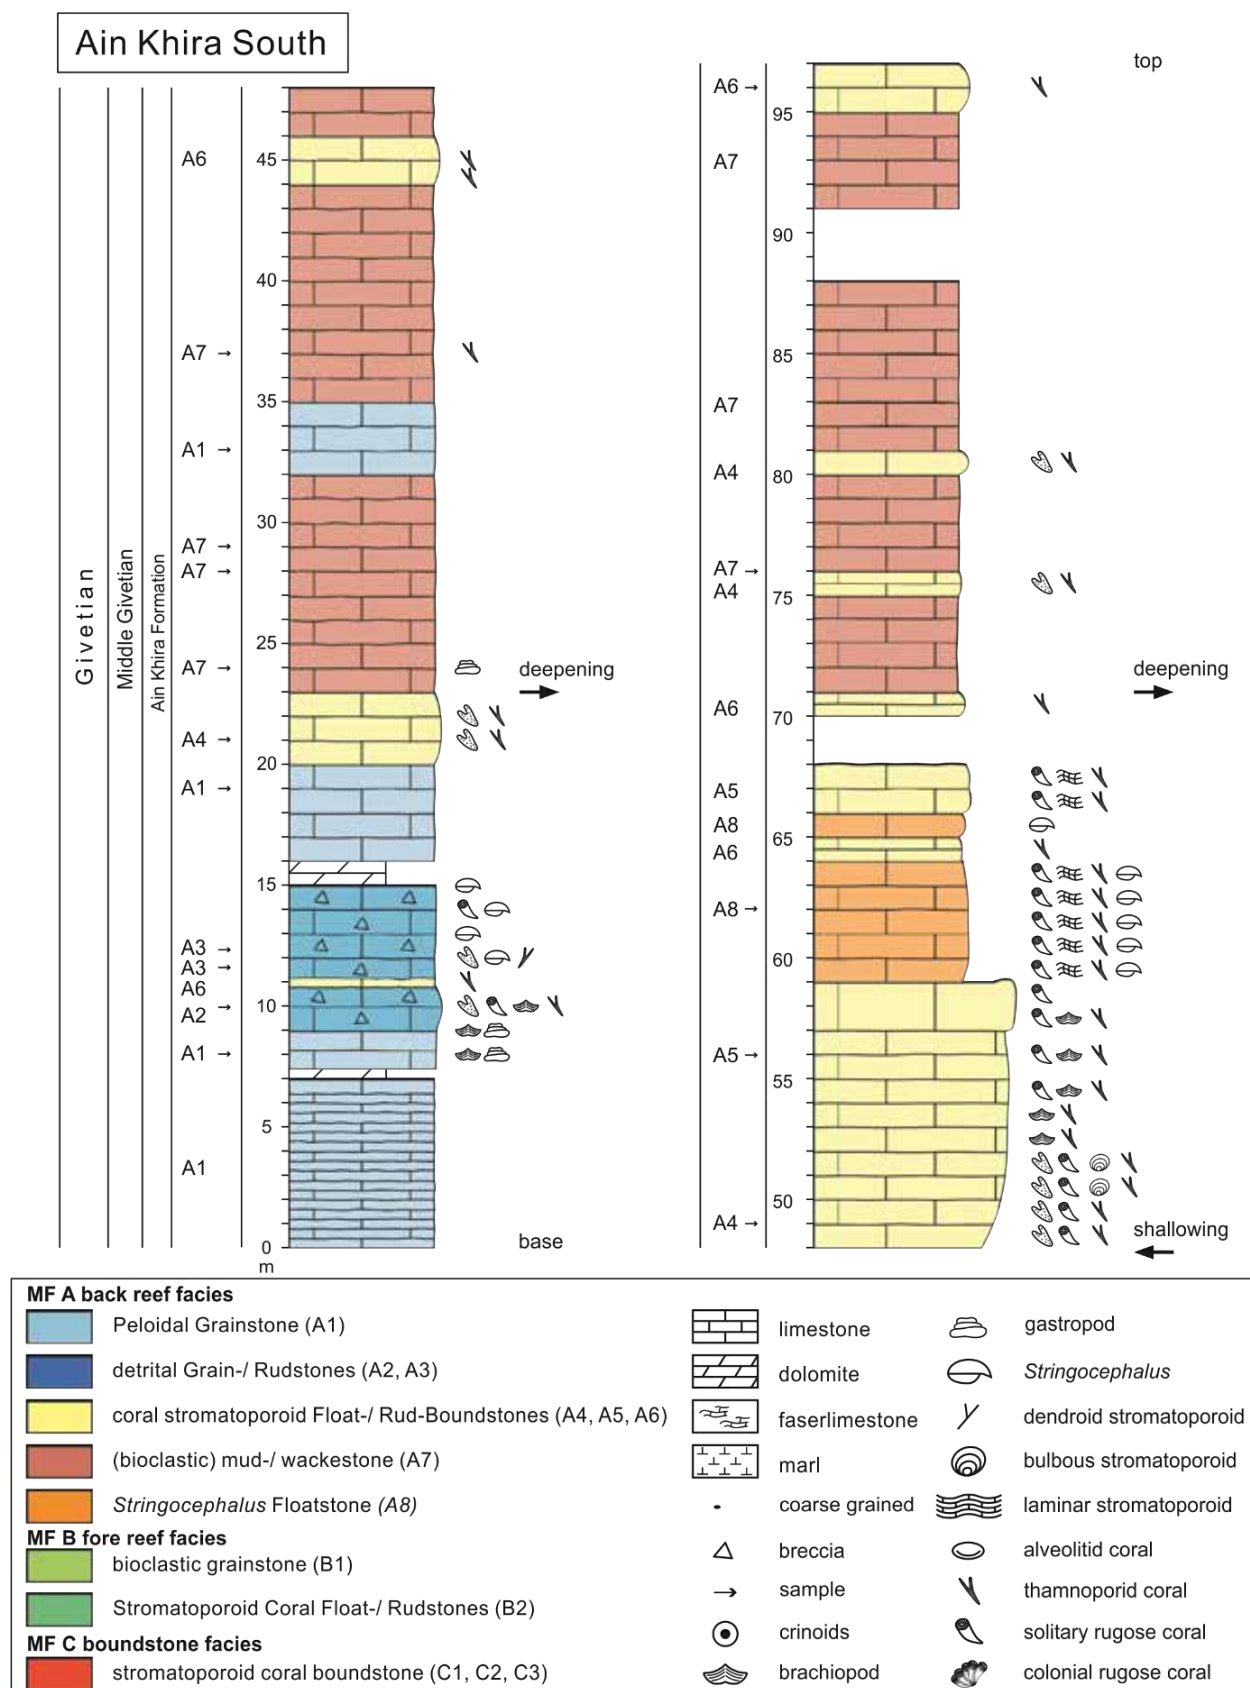 Ain Khira South
Givetian
Middle Givetian
Ain Khira Formation
A6
A7 →
A1 →
A7 →
A7 →
A7 →
A4 →
A1 →
A3 →
A3 →
A6
A2 →
A1 →
A1
45
40
35
30
25
20
15
10
5
0
m
deepening
base
top
A6 →
A7
A7
A4
A7 →
A4
A6
A5
A8
A6
A8 →
A5 →
A4 →
95
90
85
80
75
70
65
60
55
50
deepening
shallowing
MF A back reef facies
Peloidal Grainstone (A1)
detrital Grain-/ Rudstones (A2, A3)
coral stromatoporoid Float-/ Rud-Boundstones (A4, A5, A6)
(bioclastic) mud-/ wackestone (A7)
Stringocephalus Floatstone (A8)
MF B fore reef facies
bioclastic grainstone (B1)
Stromatoporoid Coral Float-/ Rudstones (B2)
MF C boundstone facies
stromatoporoid coral boundstone (C1, C2, C3)
limestone
dolomite
faserlimestone
marl
coarse grained
breccia
sample
crinoids
brachiopod
gastropod
Stringocephalus
dendroid stromatoporoid
bulbous stromatoporoid
laminar stromatoporoid
alveolitid coral
thamnoporid coral
solitary rugose coral
colonial rugose coral